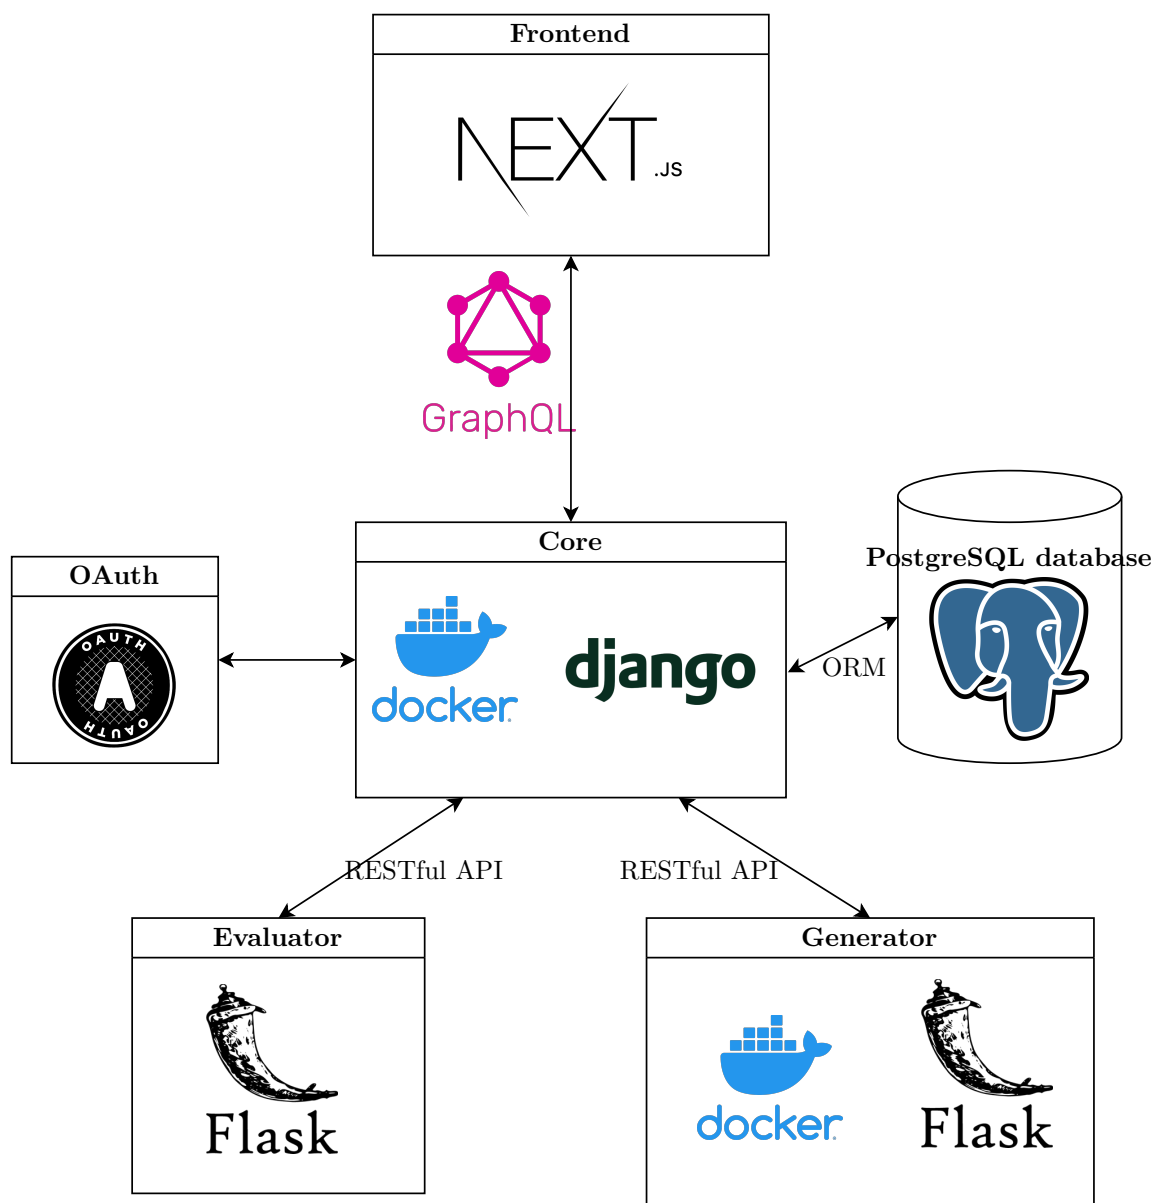 Frontend
NEXT.JS
GraphQL
Core
PostgreSQL database
OAuth
OAUTH
OAUTH
A
docker
django
ORM
RESTful API
RESTful API
Evaluator
Generator
Flask
docker
Flask